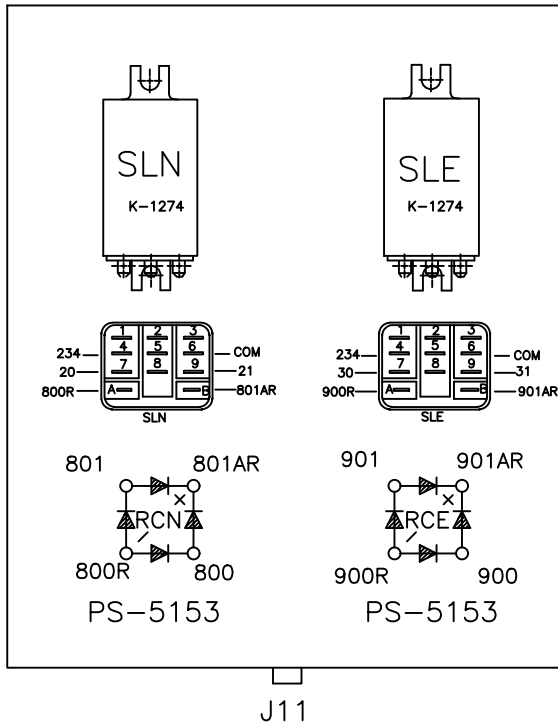 SLN
K-1274
SLE
K-1274
1 2 3
4 5 6
7 8 9
A B
234
20
800R
COM
21
801AR
SLN
1 2 3
4 5 6
7 8 9
A B
234
30
900R
COM
31
901AR
SLE
801 801AR
RCN
800R 800
PS-5153
901 901AR
RCE
900R 900
PS-5153
J11